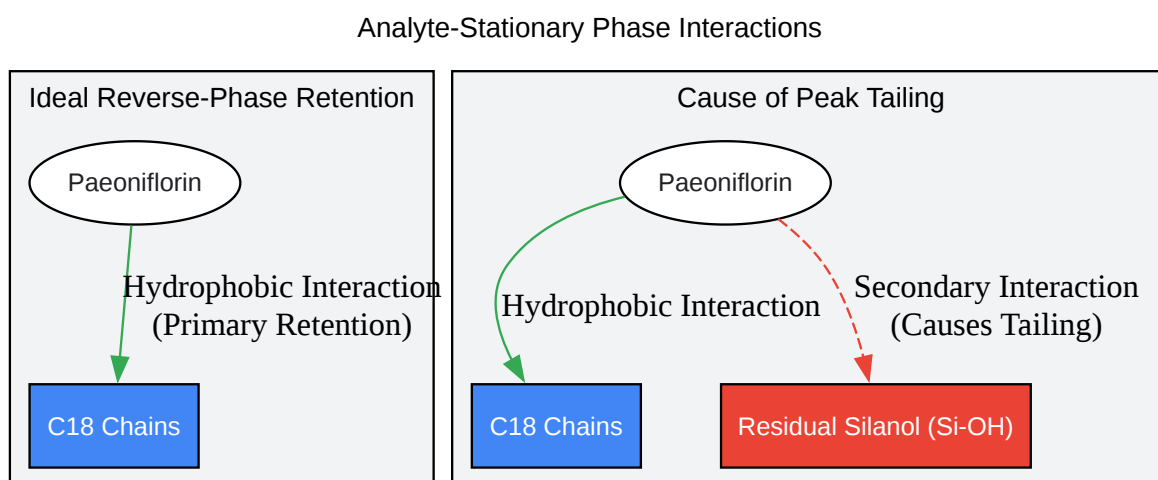 Analyte-Stationary Phase Interactions
Ideal Reverse-Phase Retention
Paeoniflorin
Hydrophobic Interaction
(Primary Retention)
C18 Chains
Cause of Peak Tailing
Paeoniflorin
Hydrophobic Interaction
Secondary Interaction
(Causes Tailing)
C18 Chains
Residual Silanol (Si-OH)